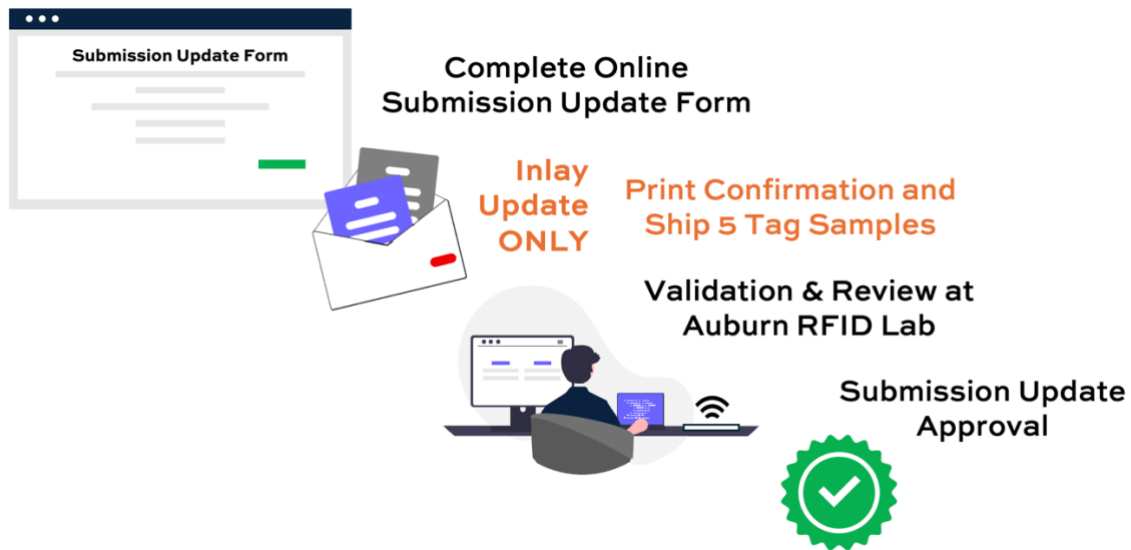 Submission Update Form
Complete Online
Submission Update Form
Inlay
Update
ONLY
Print Confirmation and
Ship 5 Tag Samples
Validation & Review at
Auburn RFID Lab
Submission Update
Approval